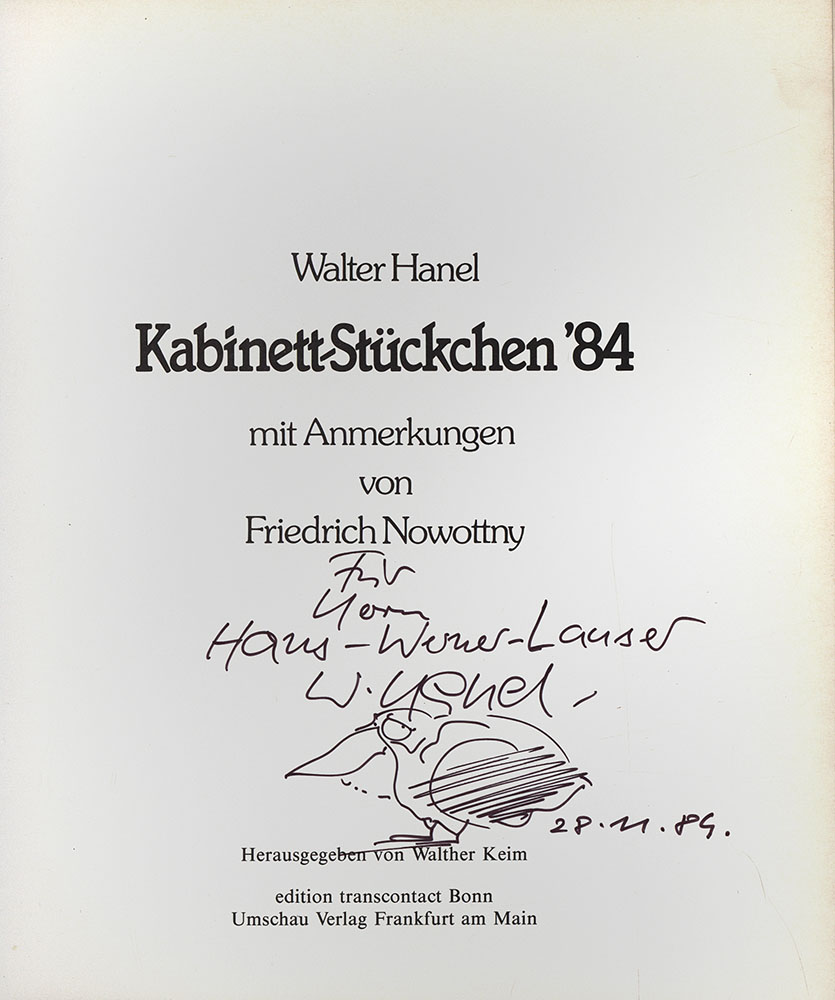 Walter Hanel
Kabinett-Stückchen '84
mit Anmerkungen
von
Friedrich Nowottny
Für
Herrn
Hans-Werner-Lauser
W. Hanel,
28.11.84.
Herausgegeben von Walther Keim
edition transcontact Bonn
Umschau Verlag Frankfurt am Main